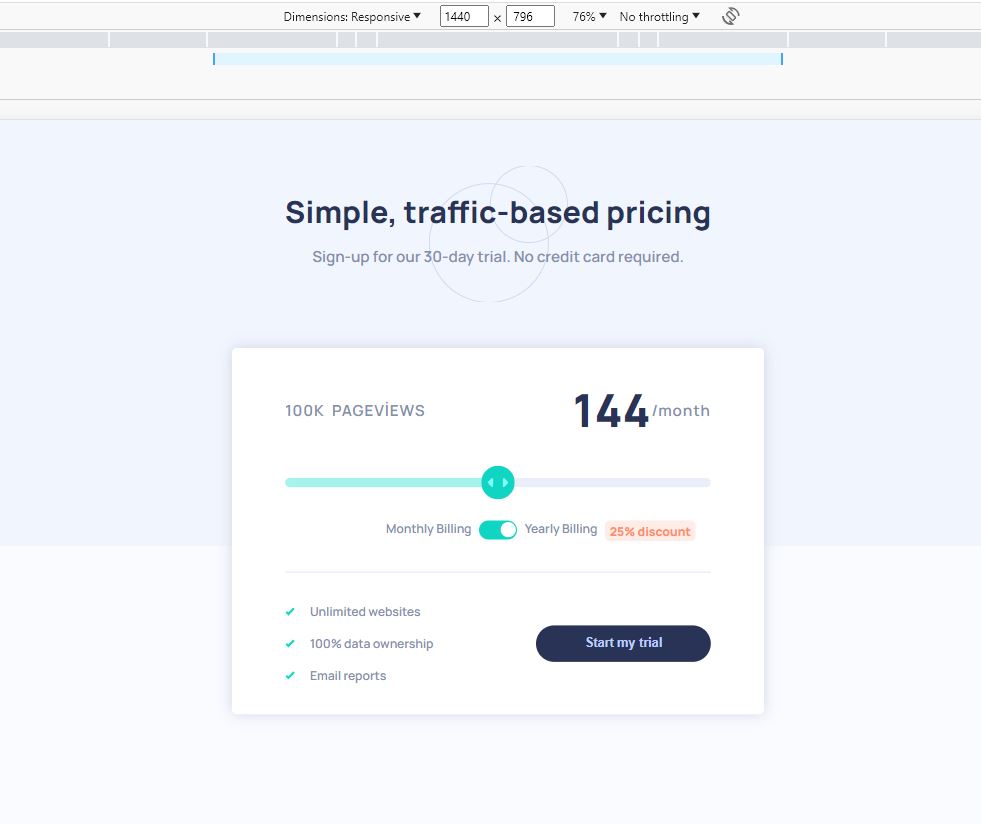 Dimensions: Responsive 1440 × 796 76% No throttling
Simple, traffic-based pricing
Sign-up for our 30-day trial. No credit card required.
100K PAGEVİEWS 144/month
Monthly Billing Yearly Billing 25% discount
Unlimited websites
100% data ownership
Start my trial
Email reports